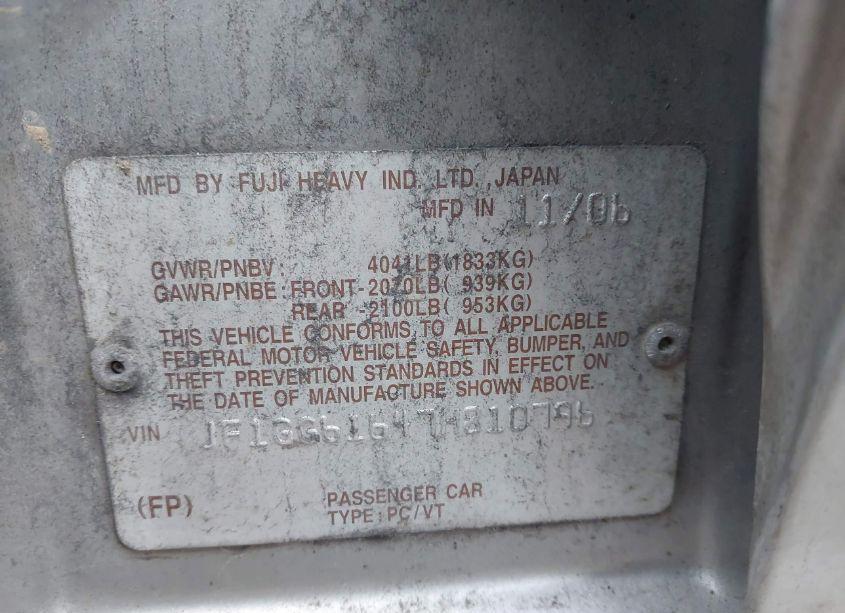 MFD BY FUJI HEAVY IND. LTD., JAPAN
MFD IN 11/06
GVWR/PNBV: 4041LB(1833KG)
GAWR/PNBE: FRONT-2070LB( 939KG)
REAR -2100LB( 953KG)
THIS VEHICLE CONFORMS TO ALL APPLICABLE
FEDERAL MOTOR VEHICLE SAFETY BUMPER, AND
THEFT PREVENTION STANDARDS IN EFFECT ON
THE DATE OF MANUFACTURE SHOWN ABOVE.
VIN JF1GG61647H810796
(FP) PASSENGER CAR
TYPE:PC/VT